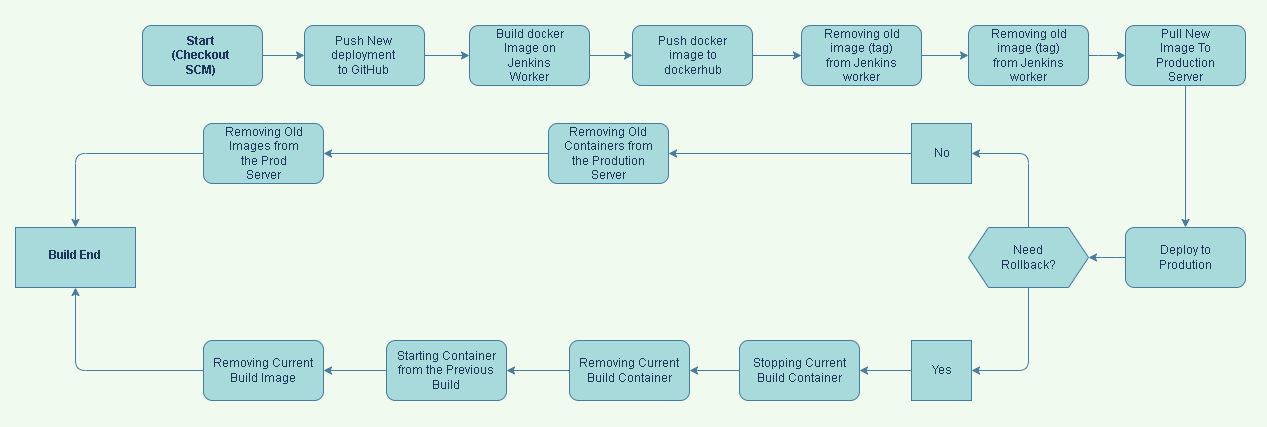 Start
(Checkout
SCM)
Push New
deployment
to GitHub
Build docker
Image on
Jenkins
Worker
Push docker
image to
dockerhub
Removing old
image (tag)
from Jenkins
worker
Removing old
image (tag)
from Jenkins
worker
Pull New
Image To
Production
Server
Removing Old
Images from
the Prod
Server
Removing Old
Containers from
the Prodution
Server
No
Build End
Need
Rollback?
Deploy to
Prodution
Removing Current
Build Image
Starting Container
from the Previous
Build
Removing Current
Build Container
Stopping Current
Build Container
Yes